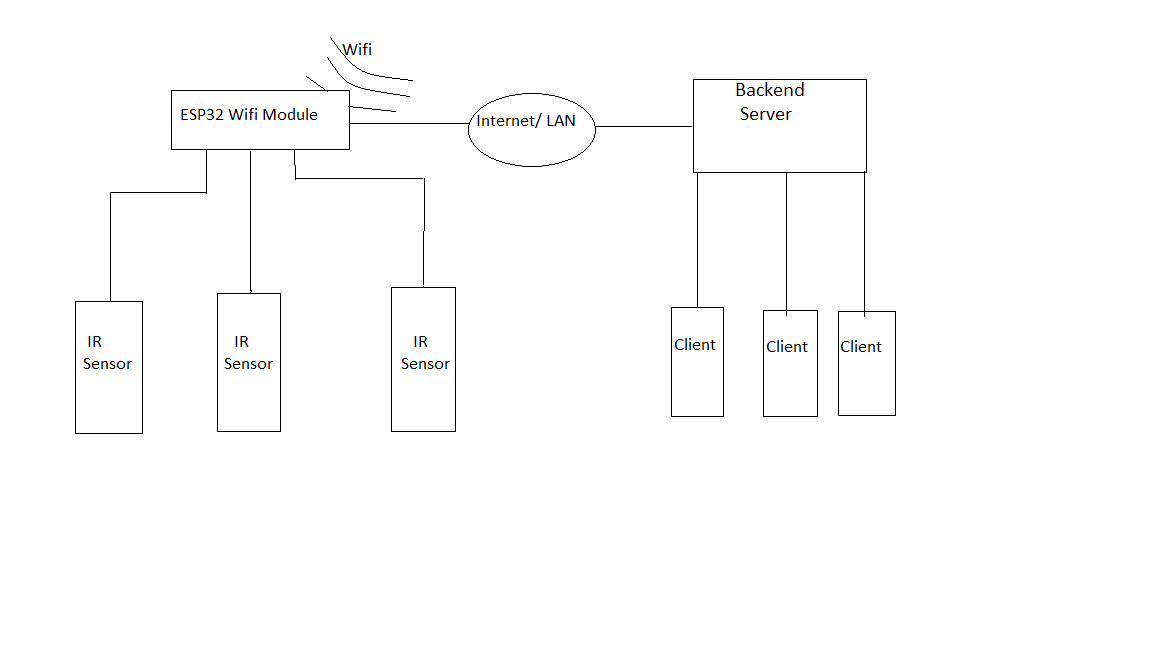 Wifi
ESP32 Wifi Module
Internet/ LAN
Backend
Server
IR
Sensor
IR
Sensor
IR
Sensor
Client
Client
Client